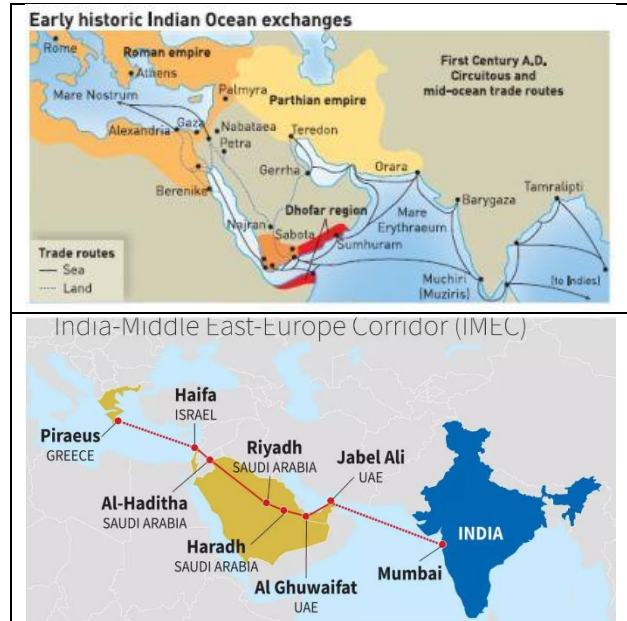 Early historic Indian Ocean exchanges
Rome
Roman empire
Athens
First Century A.D.
Circuitous and
mid-ocean trade routes
Mare Nostrum
Palmyra
Parthian empire
Alexandria
Gaza
Nabataea
Petra
Teredon
Gerrha
Orara
Tamralipti
Berenike
Barygaza
Najran
Dhofar region
Mare
Erythraeum
Sabota
Sumhuram
Trade routes
Sea
Land
Muchiri
(Muziris)
(to Indies)
India-Middle East-Europe Corridor (IMEC)
Haifa
ISRAEL
Piraeus
GREECE
Riyadh
SAUDI ARABIA
Jabel Ali
UAE
Al-Haditha
SAUDI ARABIA
INDIA
Haradh
SAUDI ARABIA
Mumbai
Al Ghuwaifat
UAE